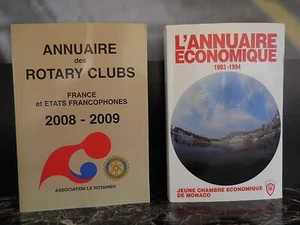 ANNUAIRE
des
ROTARY CLUBS
FRANCE
et ETATS FRANCOPHONES
2008 - 2009
ASSOCIATION LE ROTARIEN
L'ANNUAIRE
ECONOMIQUE
1993-1994
JEUNE CHAMBRE ECONOMIQUE
DE MONACO